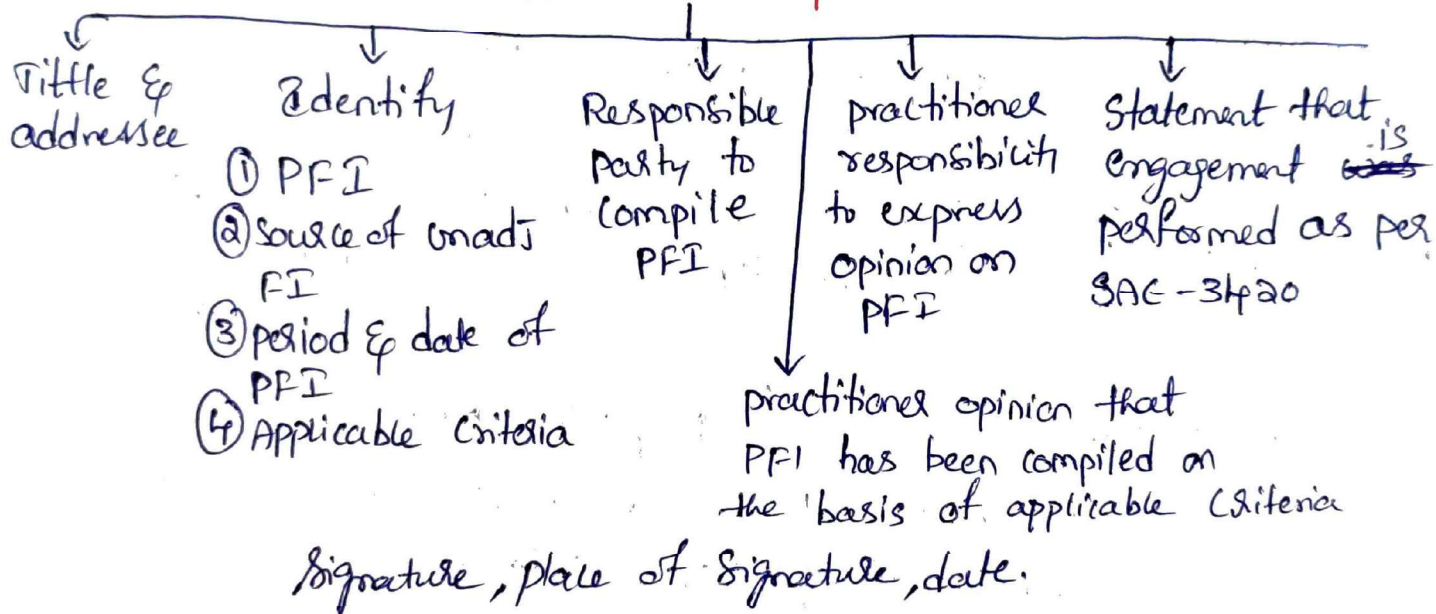 Tittle &
addressee
Identify
① PFI
② Source of unadj
FI
③ period & date of
PFI
④ Applicable Criteria
Responsible
party to
compile
PFI
practitioner
responsibility
to express
opinion on
PFI
Statement that
engagement is
performed as per
SAE - 3420
practitioner opinion that
PFI has been compiled on
the basis of applicable Criteria
Signature, place of Signature, date.